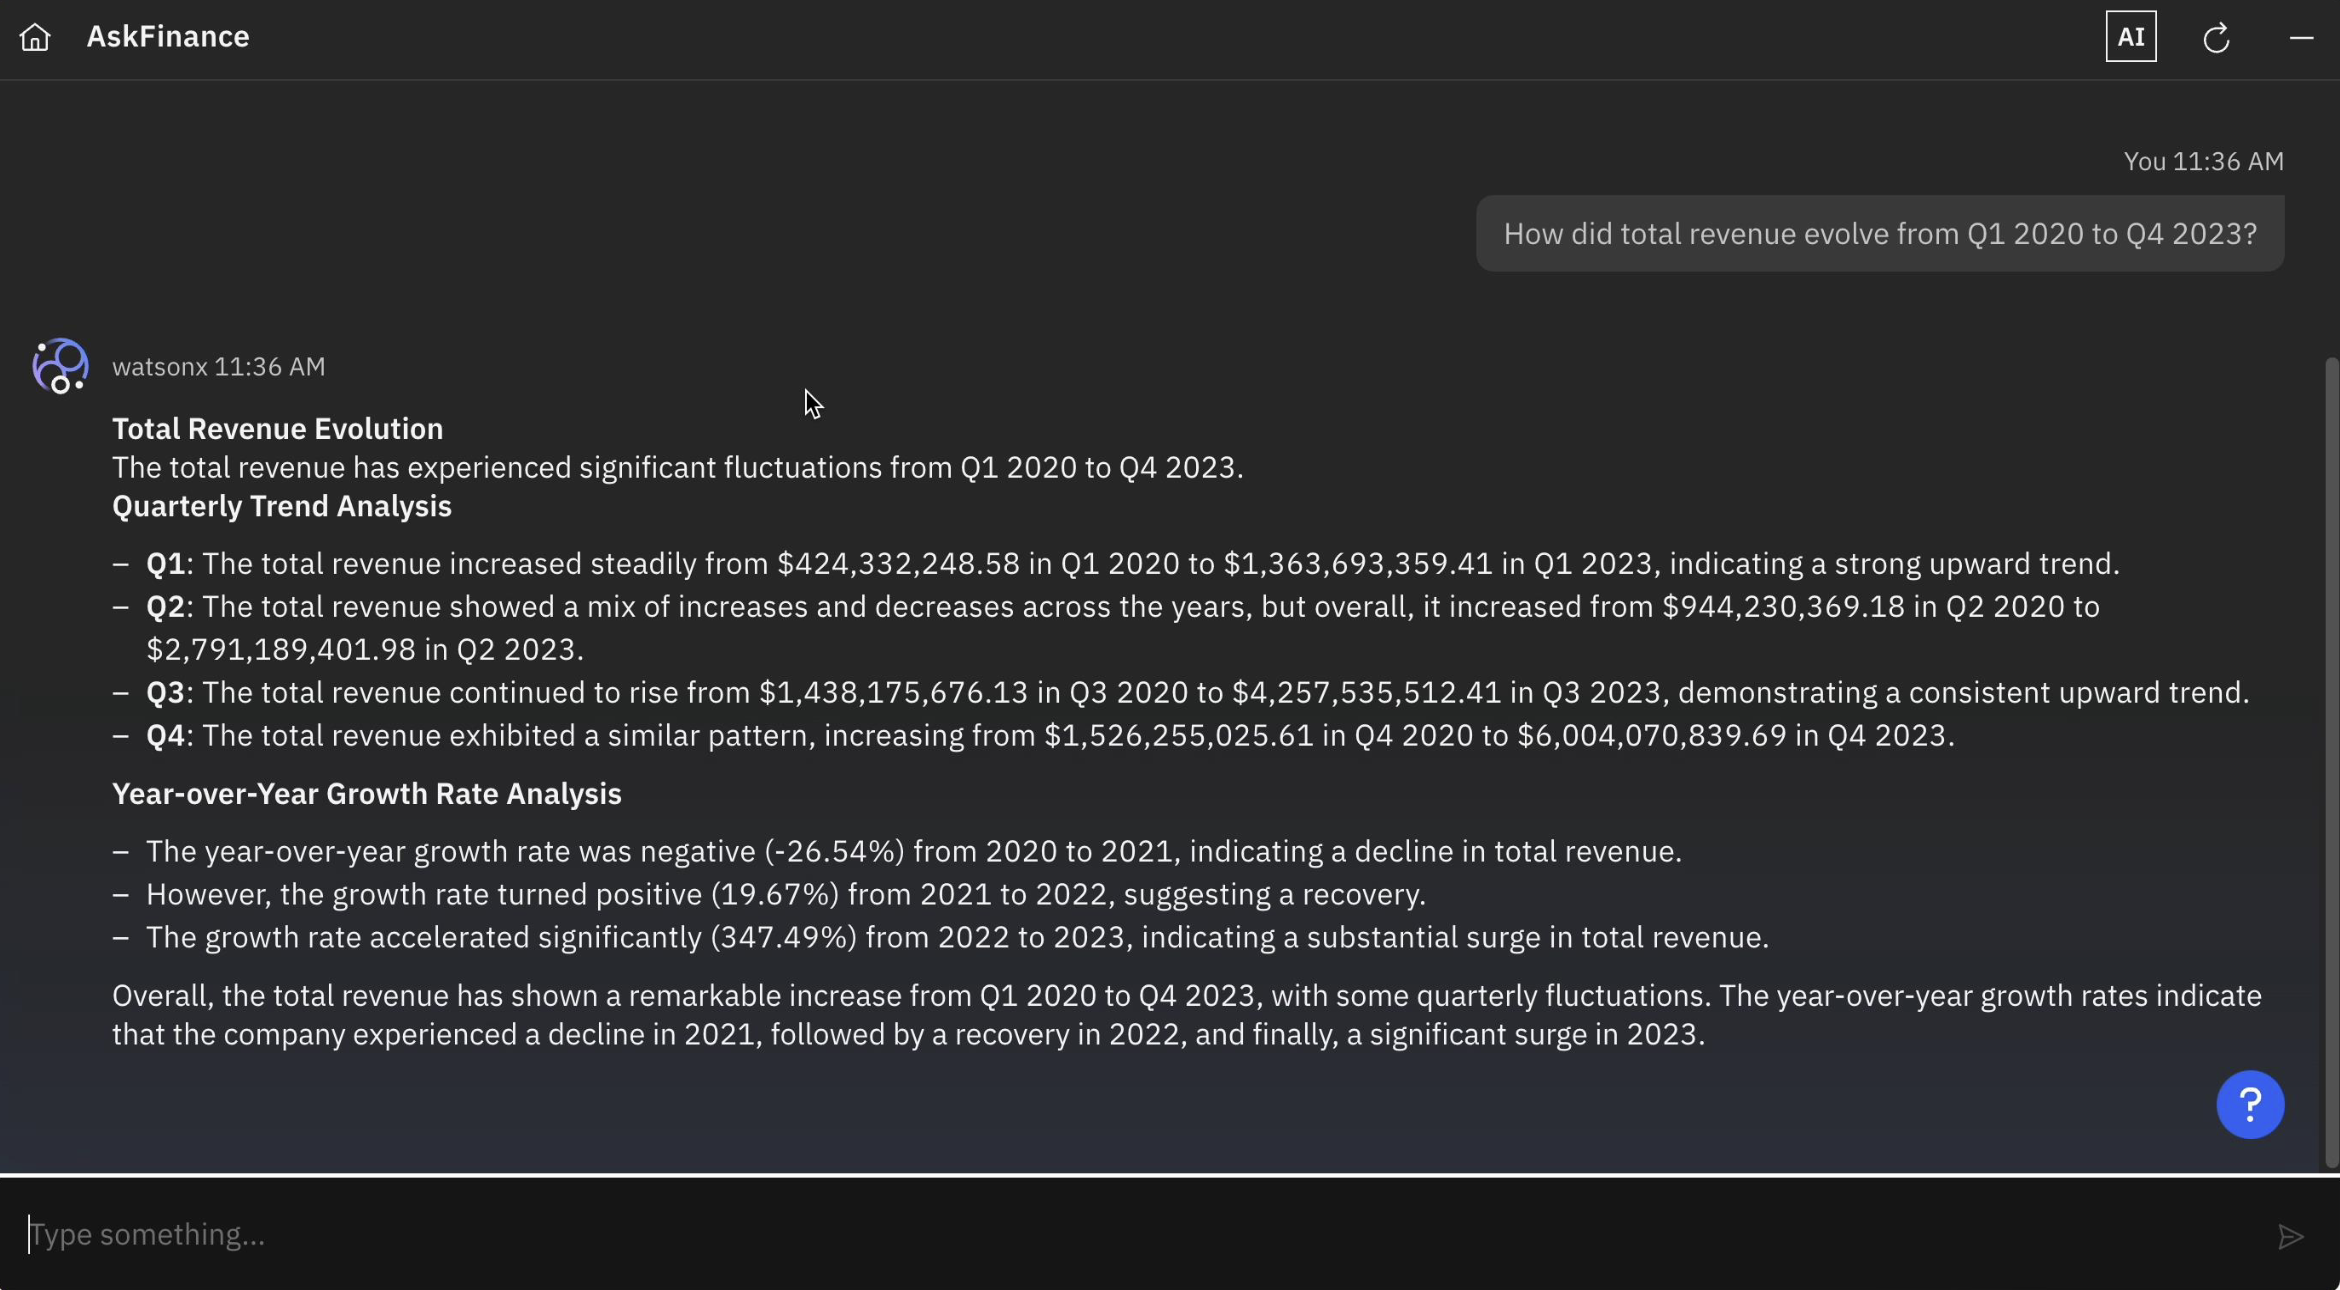 AskFinance
AI
You 11:36 AM
How did total revenue evolve from Q1 2020 to Q4 2023?
watsonx 11:36 AM
Total Revenue Evolution
The total revenue has experienced significant fluctuations from Q1 2020 to Q4 2023.
Quarterly Trend Analysis
– Q1: The total revenue increased steadily from $424,332,248.58 in Q1 2020 to $1,363,693,359.41 in Q1 2023, indicating a strong upward trend.
– Q2: The total revenue showed a mix of increases and decreases across the years, but overall, it increased from $944,230,369.18 in Q2 2020 to
$2,791,189,401.98 in Q2 2023.
– Q3: The total revenue continued to rise from $1,438,175,676.13 in Q3 2020 to $4,257,535,512.41 in Q3 2023, demonstrating a consistent upward trend.
– Q4: The total revenue exhibited a similar pattern, increasing from $1,526,255,025.61 in Q4 2020 to $6,004,070,839.69 in Q4 2023.
Year-over-Year Growth Rate Analysis
– The year-over-year growth rate was negative (-26.54%) from 2020 to 2021, indicating a decline in total revenue.
– However, the growth rate turned positive (19.67%) from 2021 to 2022, suggesting a recovery.
– The growth rate accelerated significantly (347.49%) from 2022 to 2023, indicating a substantial surge in total revenue.
Overall, the total revenue has shown a remarkable increase from Q1 2020 to Q4 2023, with some quarterly fluctuations. The year-over-year growth rates indicate
that the company experienced a decline in 2021, followed by a recovery in 2022, and finally, a significant surge in 2023.
?
Type something...